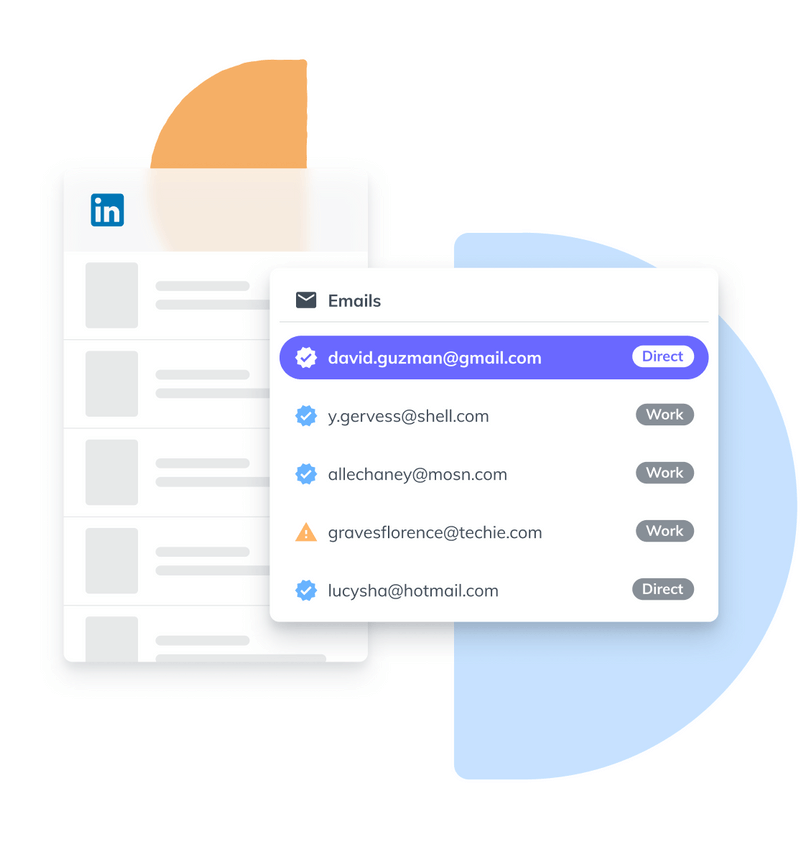 in
Emails
david.guzman@gmail.com Direct
y.gervess@shell.com Work
allechaney@mosn.com Work
gravesflorence@techie.com Work
lucysha@hotmail.com Direct